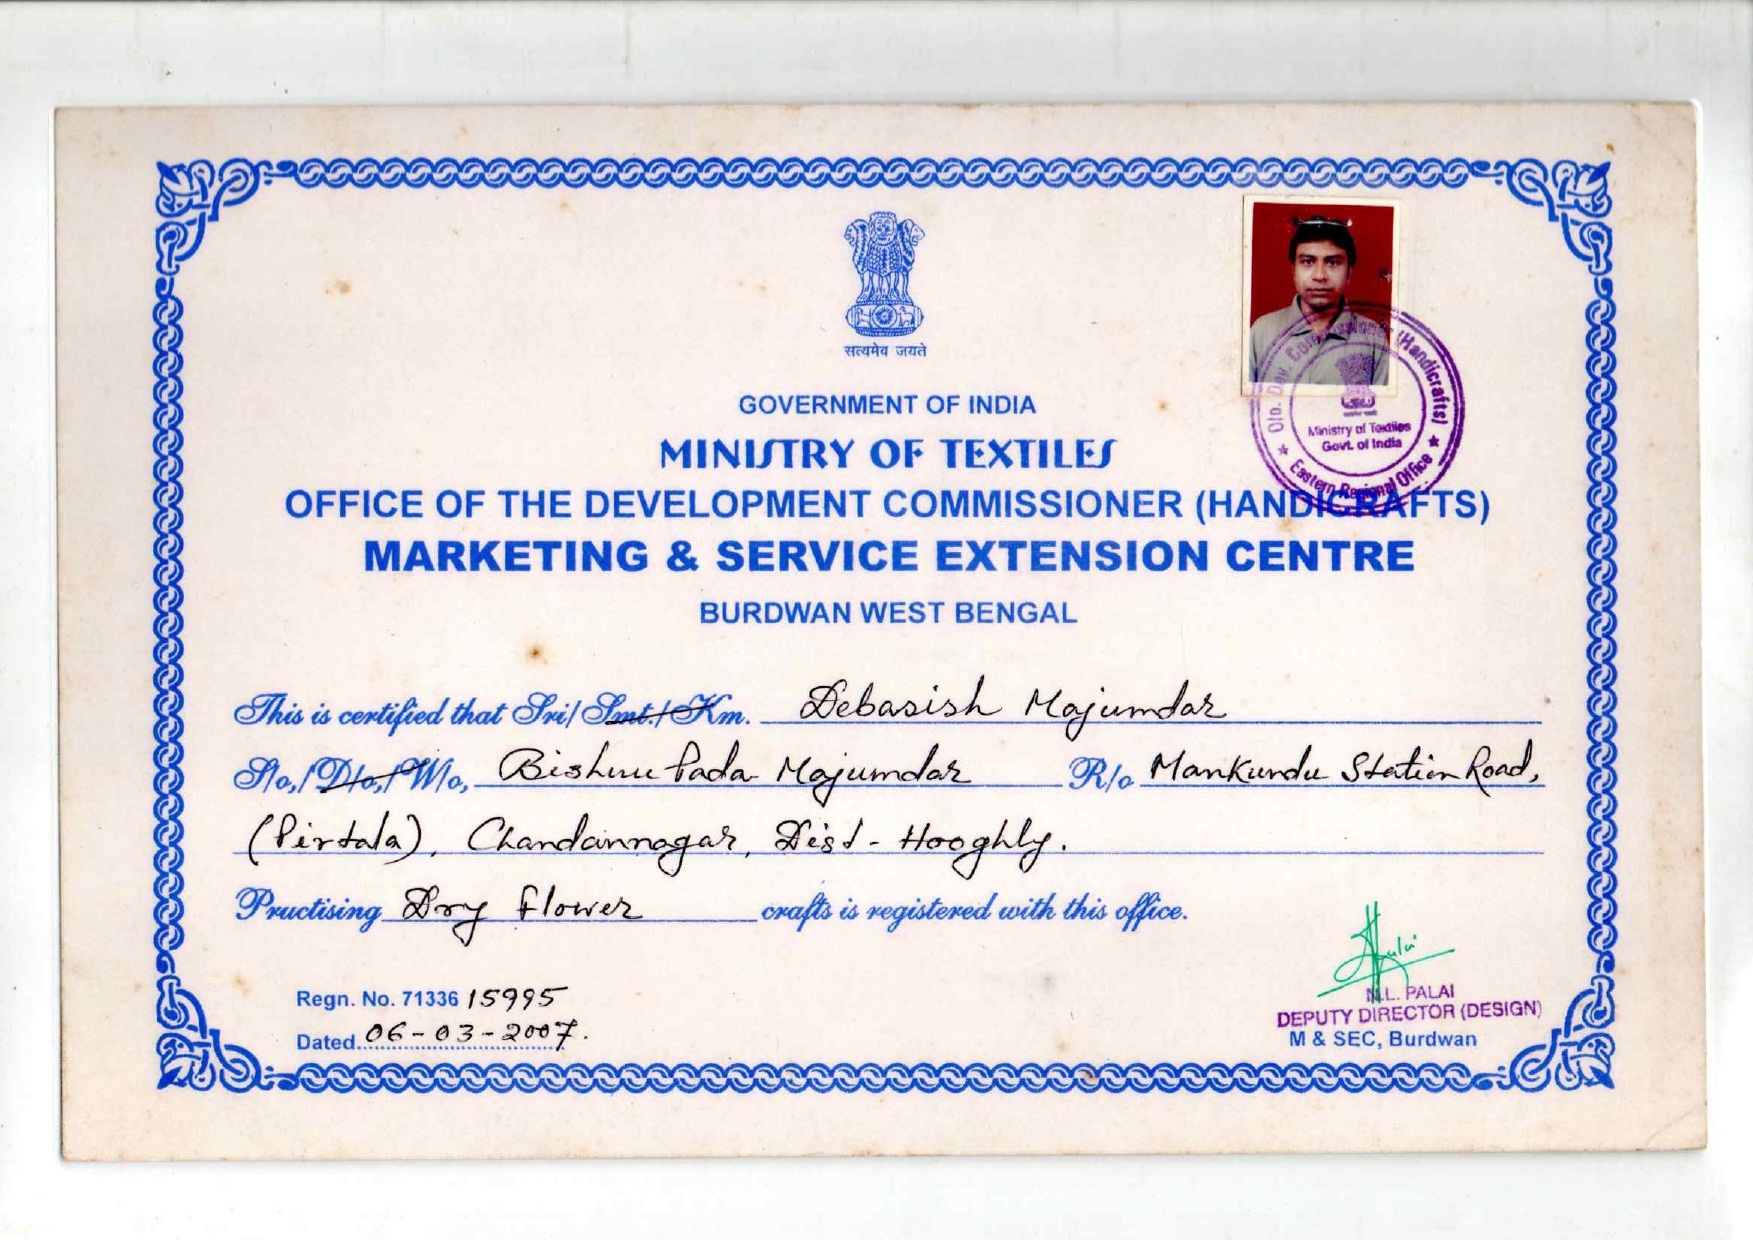 सत्यमेव जयते
GOVERNMENT OF INDIA
MINISTRY OF TEXTILES
OFFICE OF THE DEVELOPMENT COMMISSIONER (HANDICRAFTS)
MARKETING & SERVICE EXTENSION CENTRE
BURDWAN WEST BENGAL
O/o. Dev. Commissioner (Handicrafts)
Ministry of Textiles
Govt. of India
★ Eastern Regional Office ★
This is certified that Sri/Smt./Km. Debasish Majumdar
S/o,/D/o,/W/o, Bishnu Pada Majumdar R/o Mankundu Station Road,
(Pirtala), Chandannagar, Dist - Hooghly.
Practising Dry flower crafts is registered with this office.
Regn. No. 71336 15995
Dated 06-03-2007.
N.L. PALAI
DEPUTY DIRECTOR (DESIGN)
M & SEC, Burdwan